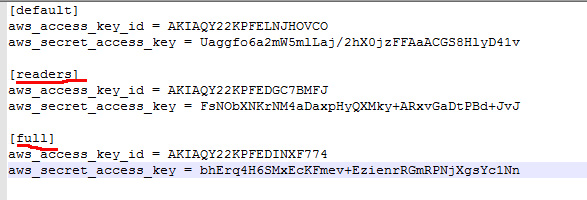 [default]
aws_access_key_id = AKIAQY22KPFELNJHOVCO
aws_secret_access_key = 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
[readers]
aws_access_key_id = AKIAQY22KPFEDGC7BMFJ
aws_secret_access_key = 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
[full]
aws_access_key_id = AKIAQY22KPFEDINXF774
aws_secret_access_key = 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